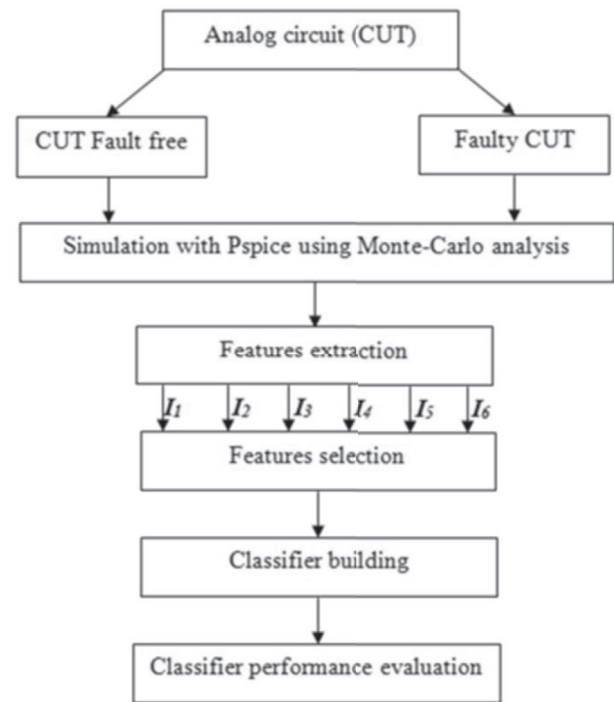 Analog circuit (CUT)
CUT Fault free
Faulty CUT
Simulation with Pspice using Monte-Carlo analysis
Features extraction
I1 I2 I3 I4 I5 I6
Features selection
Classifier building
Classifier performance evaluation